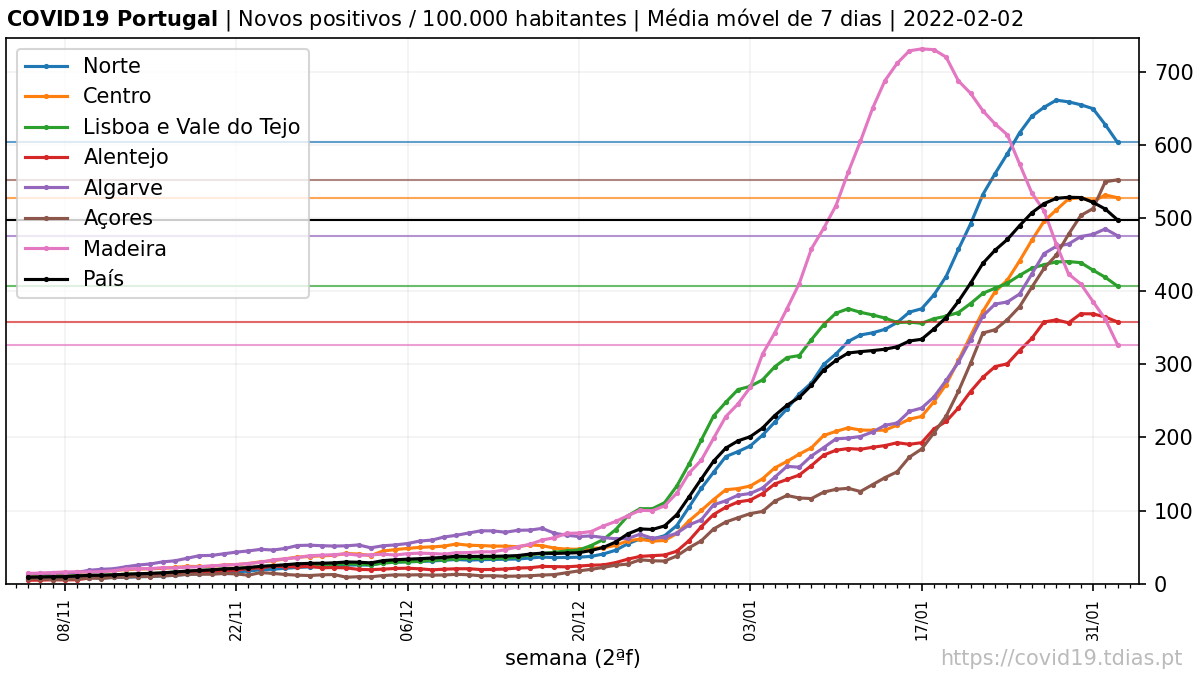 COVID19 Portugal | Novos positivos / 100.000 habitantes | Média móvel de 7 dias | 2022-02-02
Norte
Centro
Lisboa e Vale do Tejo
Alentejo
Algarve
Açores
Madeira
País
700
600
500
400
300
200
100
0
08/11
22/11
06/12
20/12
03/01
17/01
31/01
semana (2ªf)
https://covid19.tdias.pt